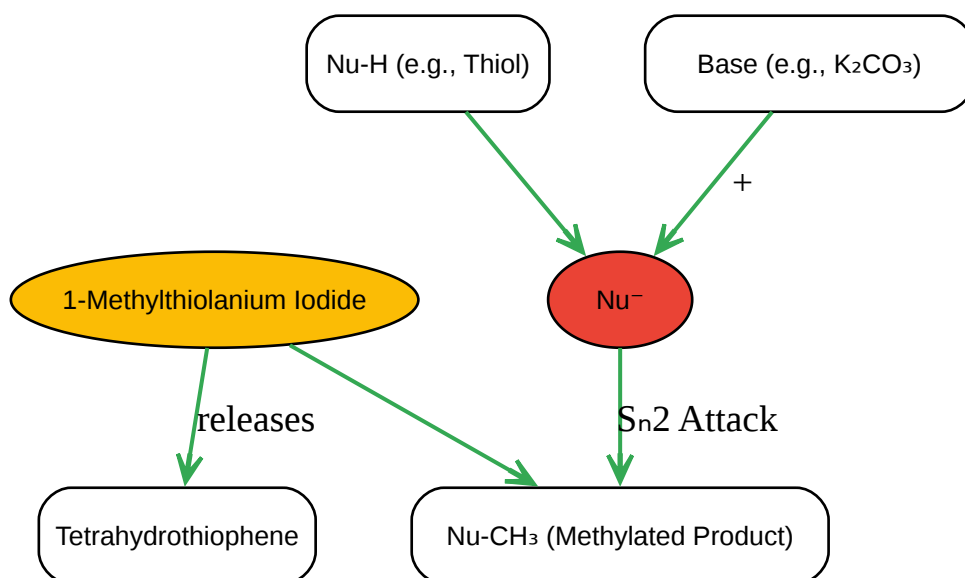 Nu-H (e.g., Thiol)
Base (e.g., K₂CO₃)
+
1-Methylthiolanium Iodide
Nu⁻
releases
Sₙ2 Attack
Tetrahydrothiophene
Nu-CH₃ (Methylated Product)